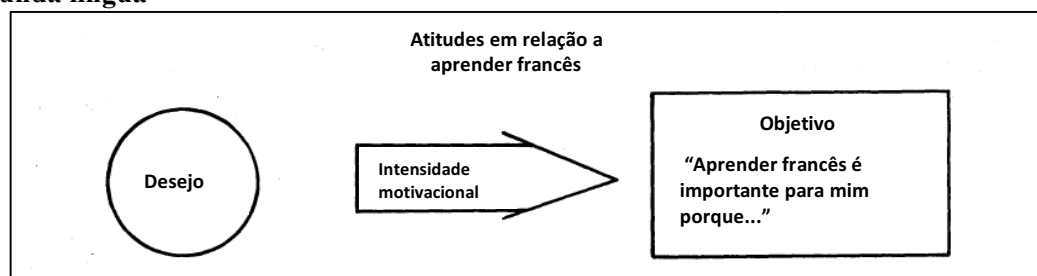 Atitudes em relação a
aprender francês
Desejo
Intensidade
motivacional
Objetivo
“Aprender francês é
importante para mim
porque...”